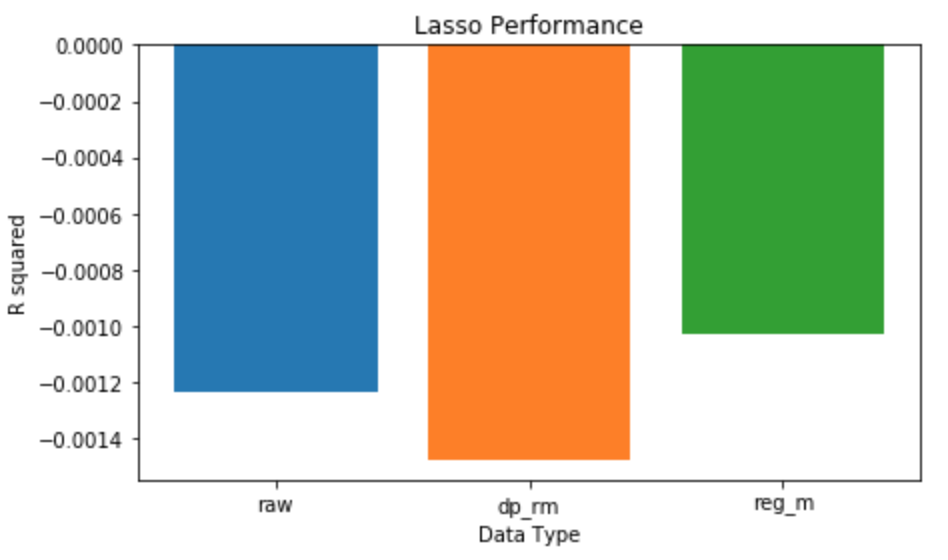 Lasso Performance
0.0000
−0.0002
−0.0004
−0.0006
−0.0008
−0.0010
−0.0012
−0.0014
R squared
raw dp_rm reg_m
Data Type